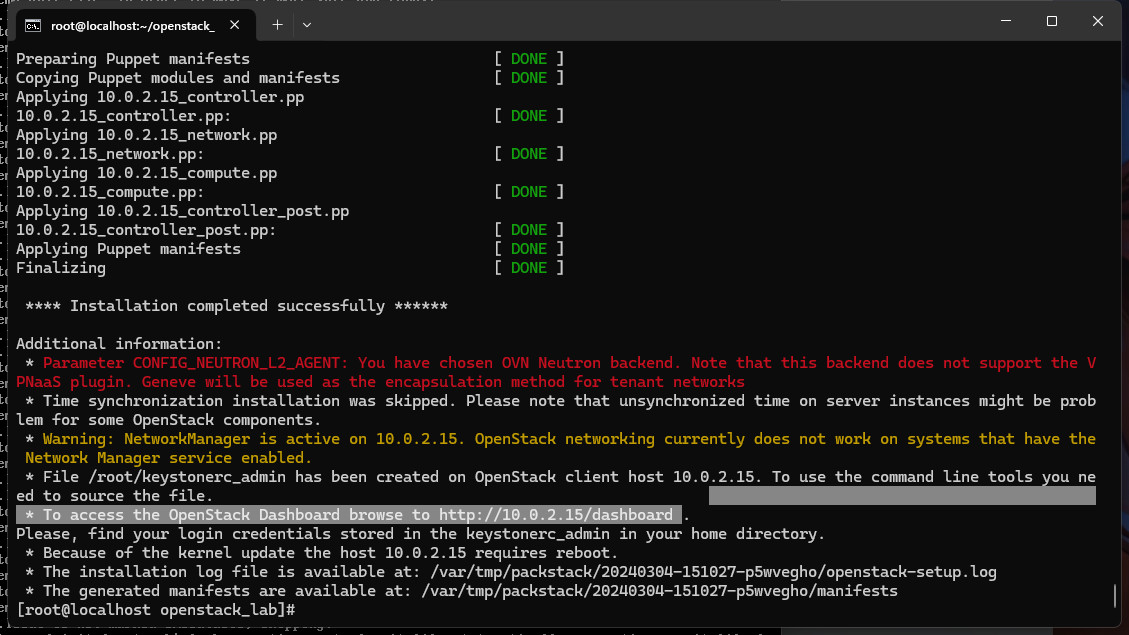 root@localhost:~/openstack_
Preparing Puppet manifests [ DONE ]
Copying Puppet modules and manifests [ DONE ]
Applying 10.0.2.15_controller.pp
10.0.2.15_controller.pp: [ DONE ]
Applying 10.0.2.15_network.pp
10.0.2.15_network.pp: [ DONE ]
Applying 10.0.2.15_compute.pp
10.0.2.15_compute.pp: [ DONE ]
Applying 10.0.2.15_controller_post.pp
10.0.2.15_controller_post.pp: [ DONE ]
Applying Puppet manifests [ DONE ]
Finalizing [ DONE ]
**** Installation completed successfully ******
Additional information:
* Parameter CONFIG_NEUTRON_L2_AGENT: You have chosen OVN Neutron backend. Note that this backend does not support the V
PNaaS plugin. Geneve will be used as the encapsulation method for tenant networks
* Time synchronization installation was skipped. Please note that unsynchronized time on server instances might be prob
lem for some OpenStack components.
* Warning: NetworkManager is active on 10.0.2.15. OpenStack networking currently does not work on systems that have the
Network Manager service enabled.
* File /root/keystonerc_admin has been created on OpenStack client host 10.0.2.15. To use the command line tools you ne
ed to source the file.
* To access the OpenStack Dashboard browse to http://10.0.2.15/dashboard .
Please, find your login credentials stored in the keystonerc_admin in your home directory.
* Because of the kernel update the host 10.0.2.15 requires reboot.
* The installation log file is available at: /var/tmp/packstack/20240304-151027-p5wvegho/openstack-setup.log
* The generated manifests are available at: /var/tmp/packstack/20240304-151027-p5wvegho/manifests
[root@localhost openstack_lab]#